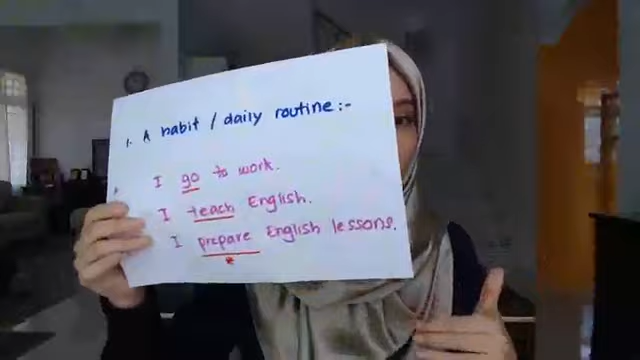 1. A habit / daily routine:-
I go to work.
I teach English.
I prepare English lessons.